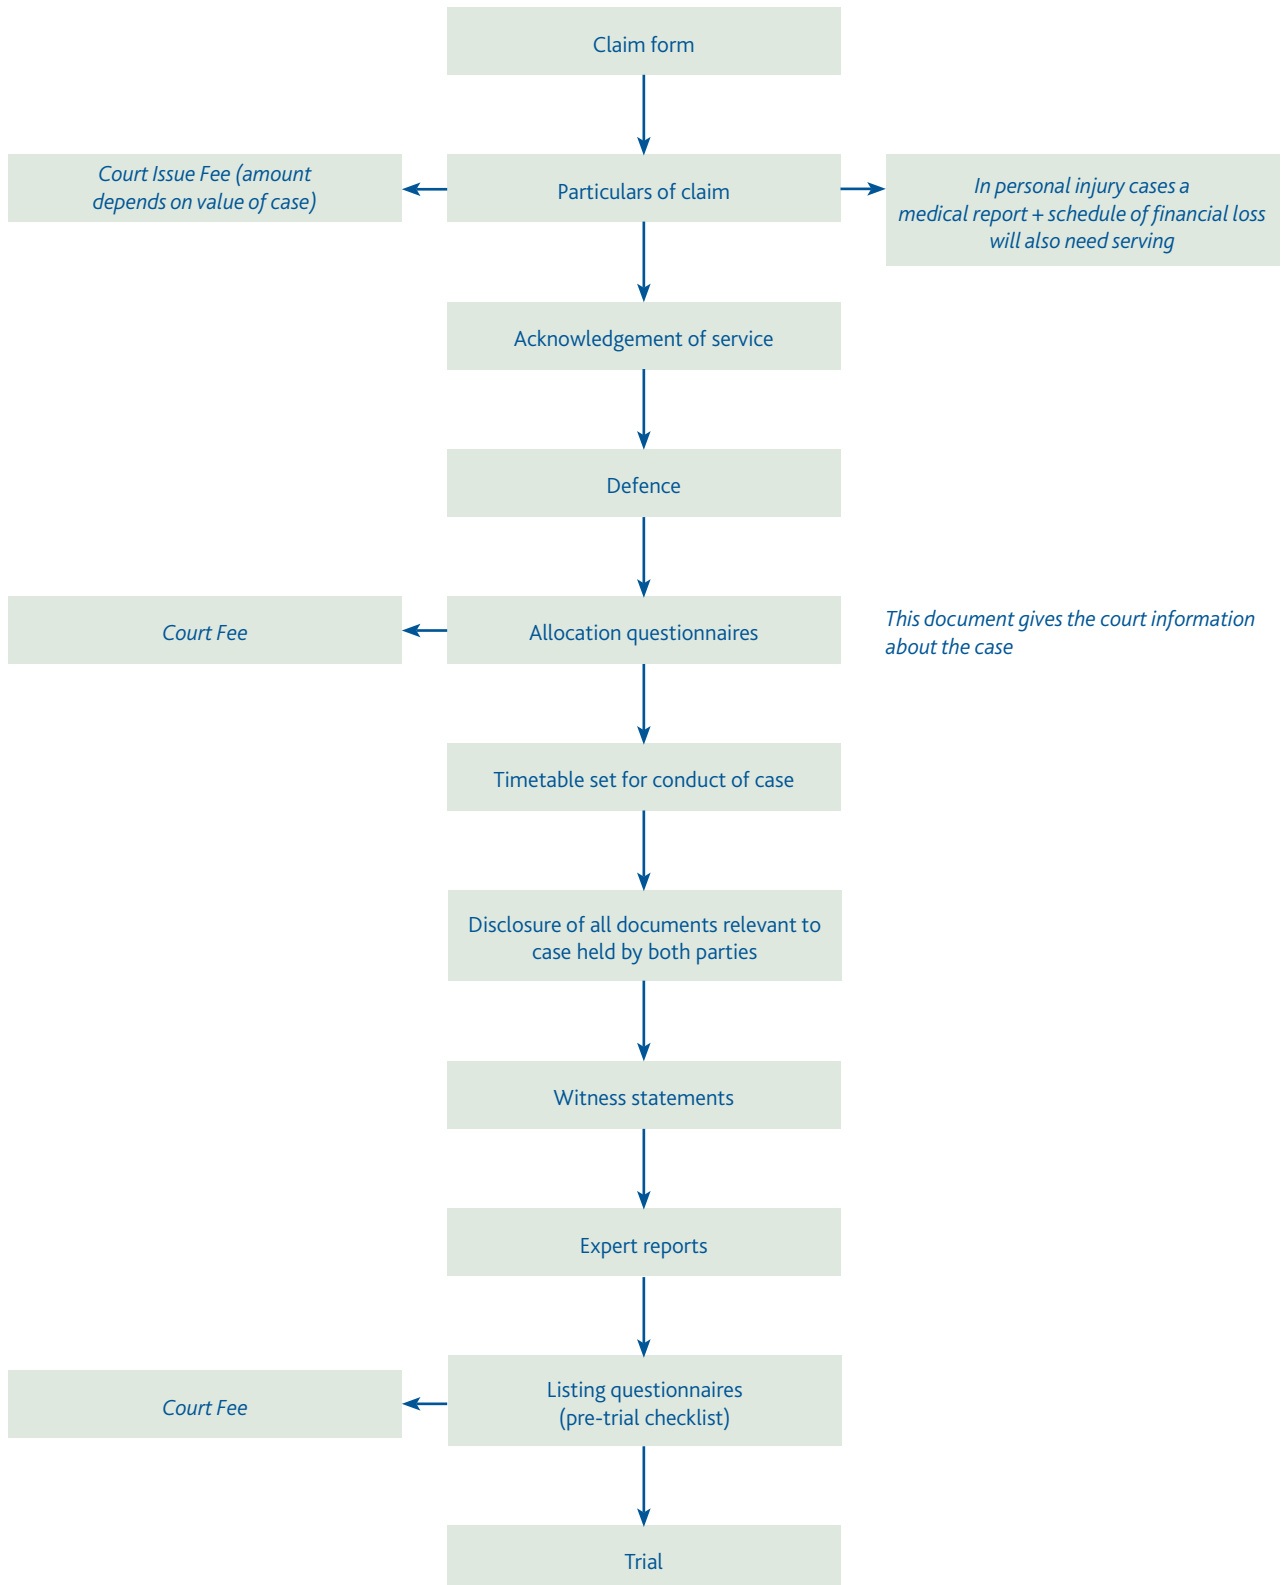 Claim form
Court Issue Fee (amount
depends on value of case)
Particulars of claim
In personal injury cases a
medical report + schedule of financial loss
will also need serving
Acknowledgement of service
Defence
Court Fee
Allocation questionnaires
This document gives the court information
about the case
Timetable set for conduct of case
Disclosure of all documents relevant to
case held by both parties
Witness statements
Expert reports
Court Fee
Listing questionnaires
(pre-trial checklist)
Trial